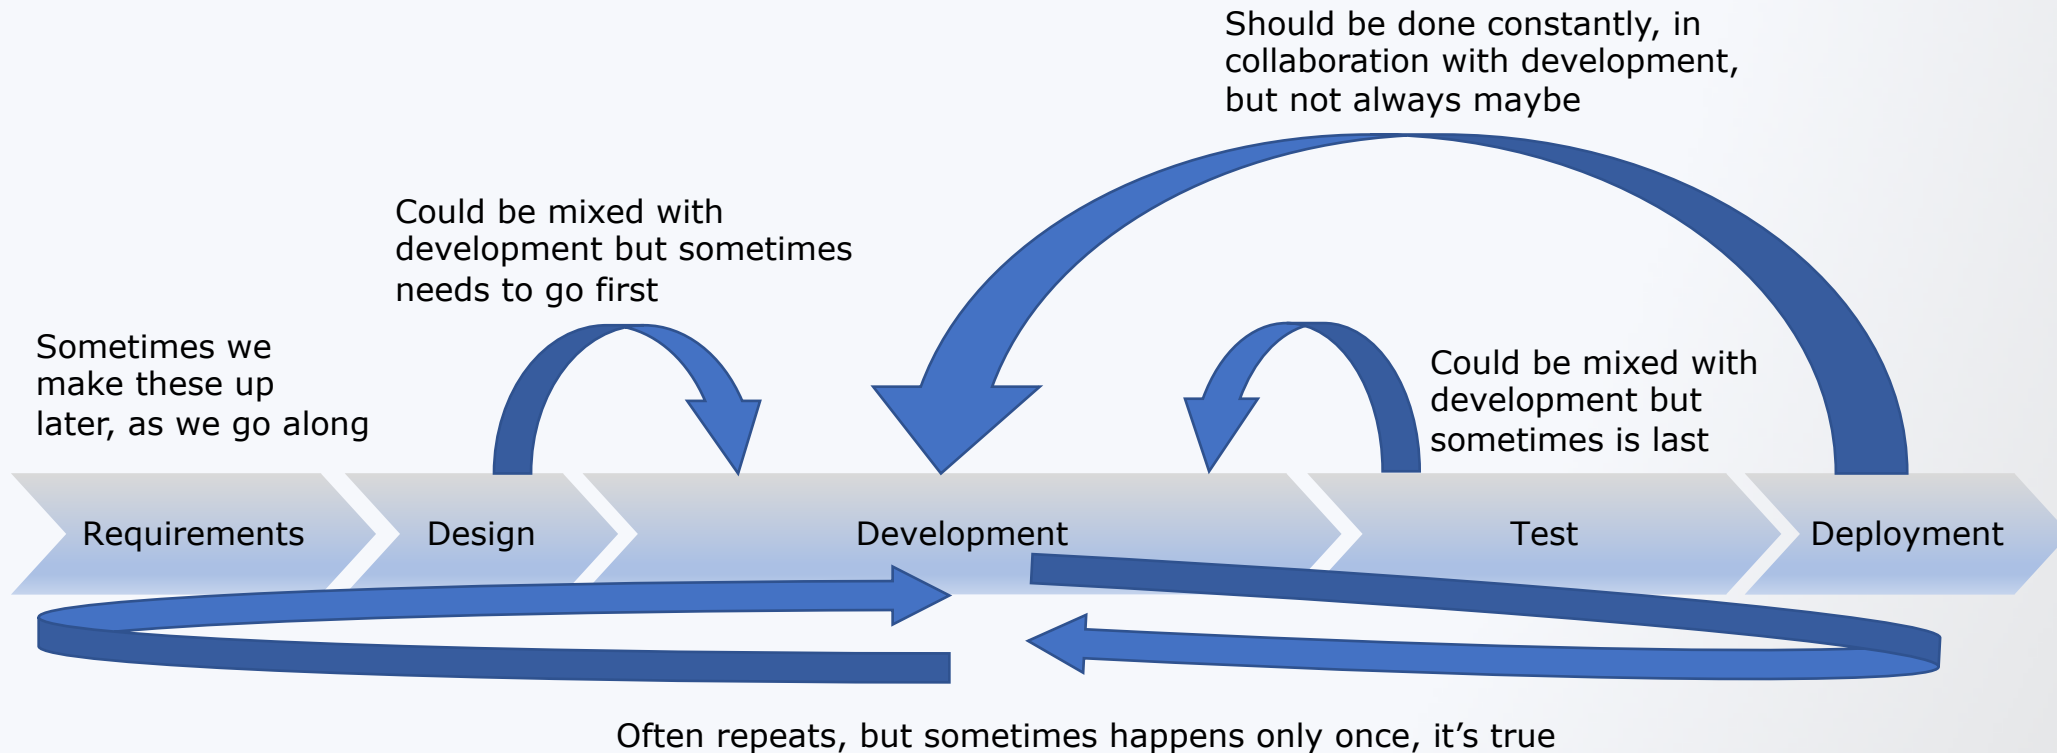 Should be done constantly, in
collaboration with development,
but not always maybe
Could be mixed with
development but sometimes
needs to go first
Sometimes we
make these up
later, as we go along
Could be mixed with
development but
sometimes is last
Requirements
Design
Development
Test
Deployment
Often repeats, but sometimes happens only once, it’s true